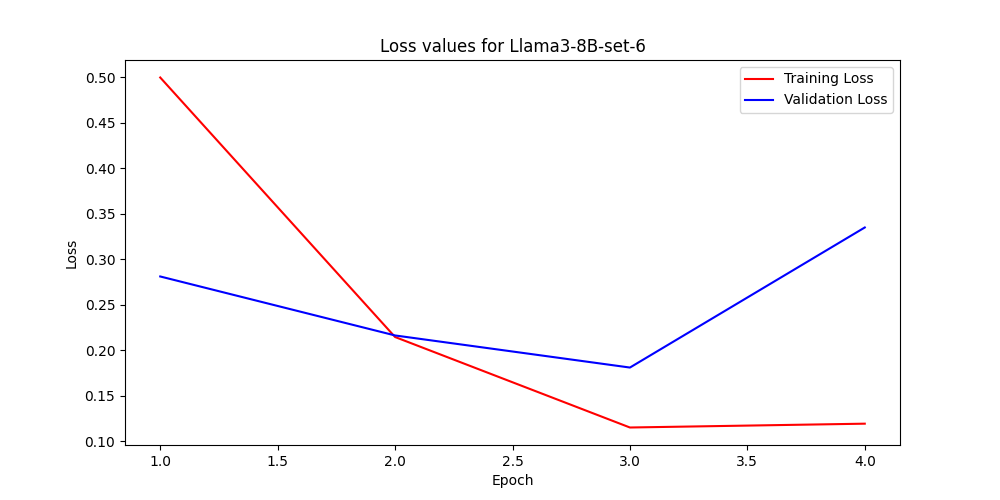 Loss values for Llama3-8B-set-6
Training Loss
Validation Loss
0.50
0.45
0.40
0.35
0.30
0.25
0.20
0.15
0.10
Loss
1.0 1.5 2.0 2.5 3.0 3.5 4.0
Epoch